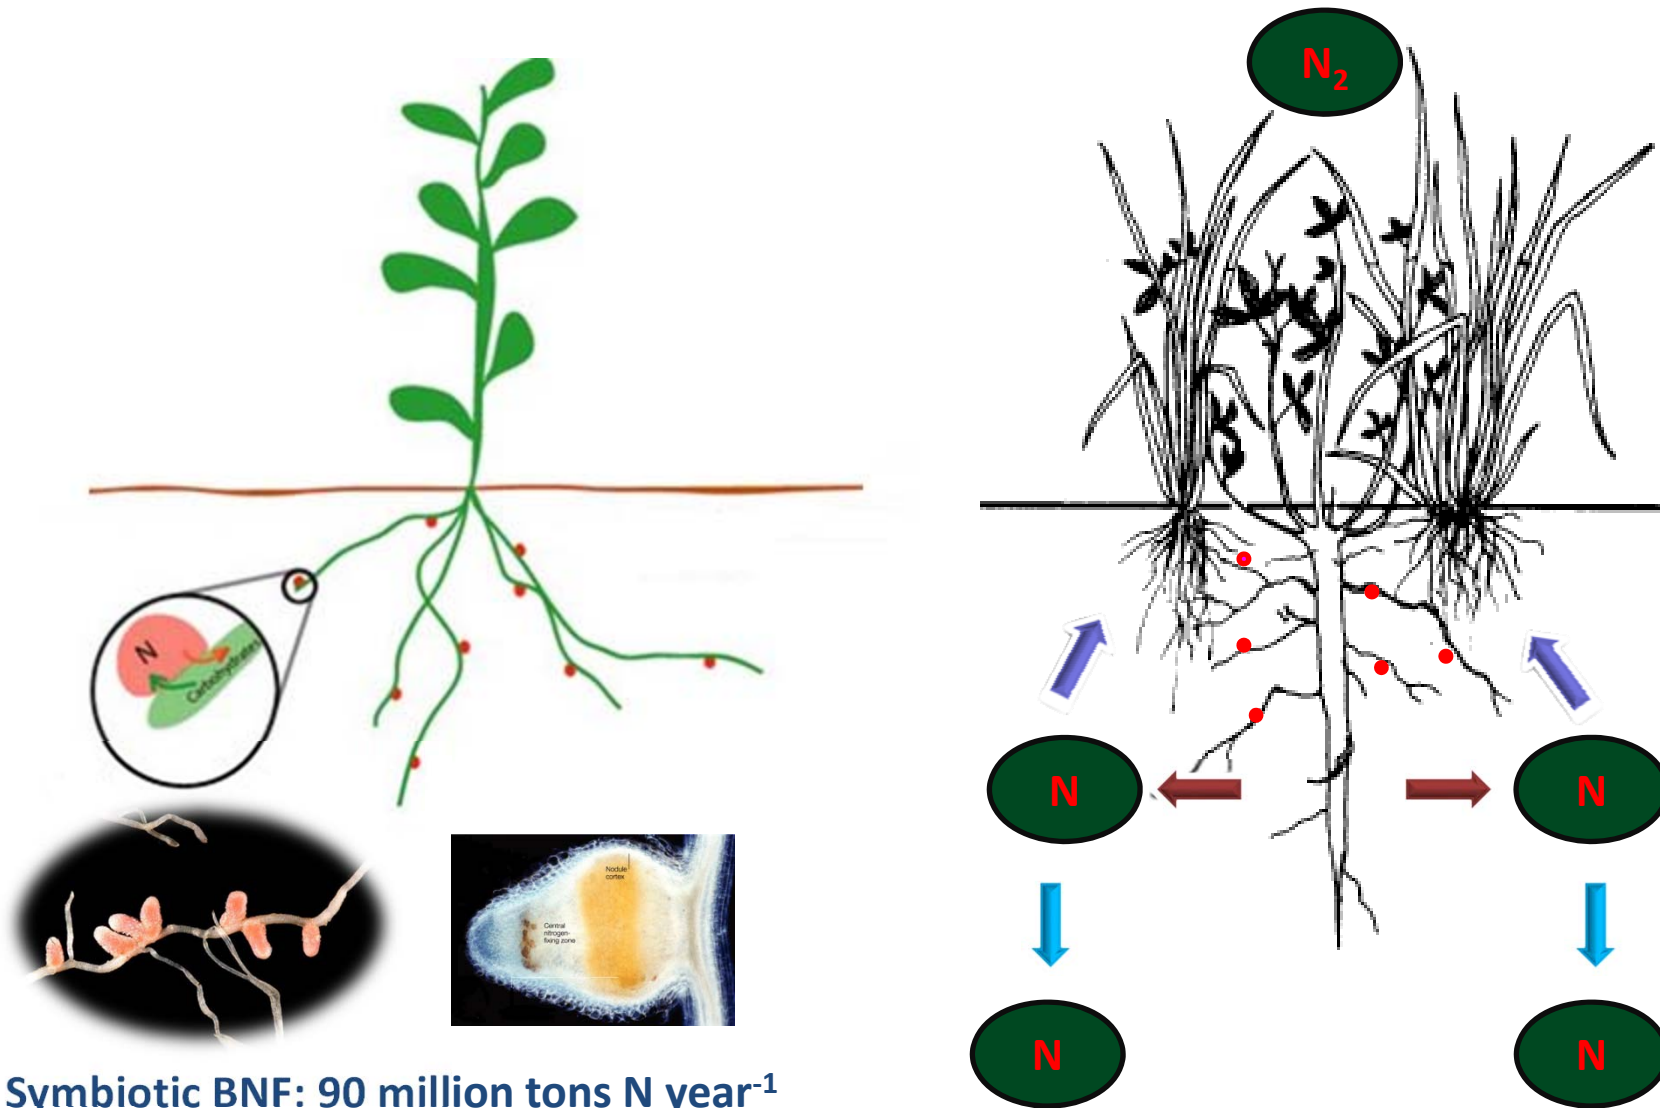 N₂
N
Carbohydrates
N
N
Nodule
cortex
Central
nitrogen-
fixing zone
N
N
Symbiotic BNF: 90 million tons N year⁻¹